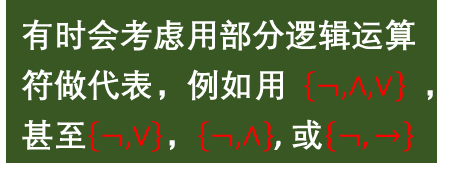 有时会考虑用部分逻辑运算
符做代表，例如用 {¬,∧,∨} ，
甚至{¬,∨}，{¬,∧}, 或{¬, →}